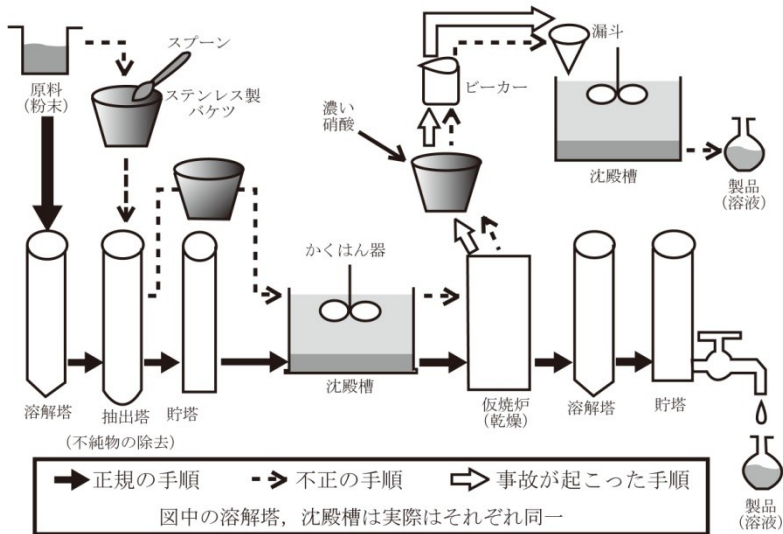 スプーン
原料
(粉末)
ステンレス製
バケツ
濃い
硝酸
ビーカー
漏斗
沈殿槽
製品
(溶液)
かくはん器
溶解塔
抽出塔
(不純物の除去)
貯塔
沈殿槽
仮焼炉
(乾燥)
溶解塔
貯塔
製品
(溶液)
正規の手順 不正の手順 事故が起こった手順
図中の溶解塔，沈殿槽は実際はそれぞれ同一